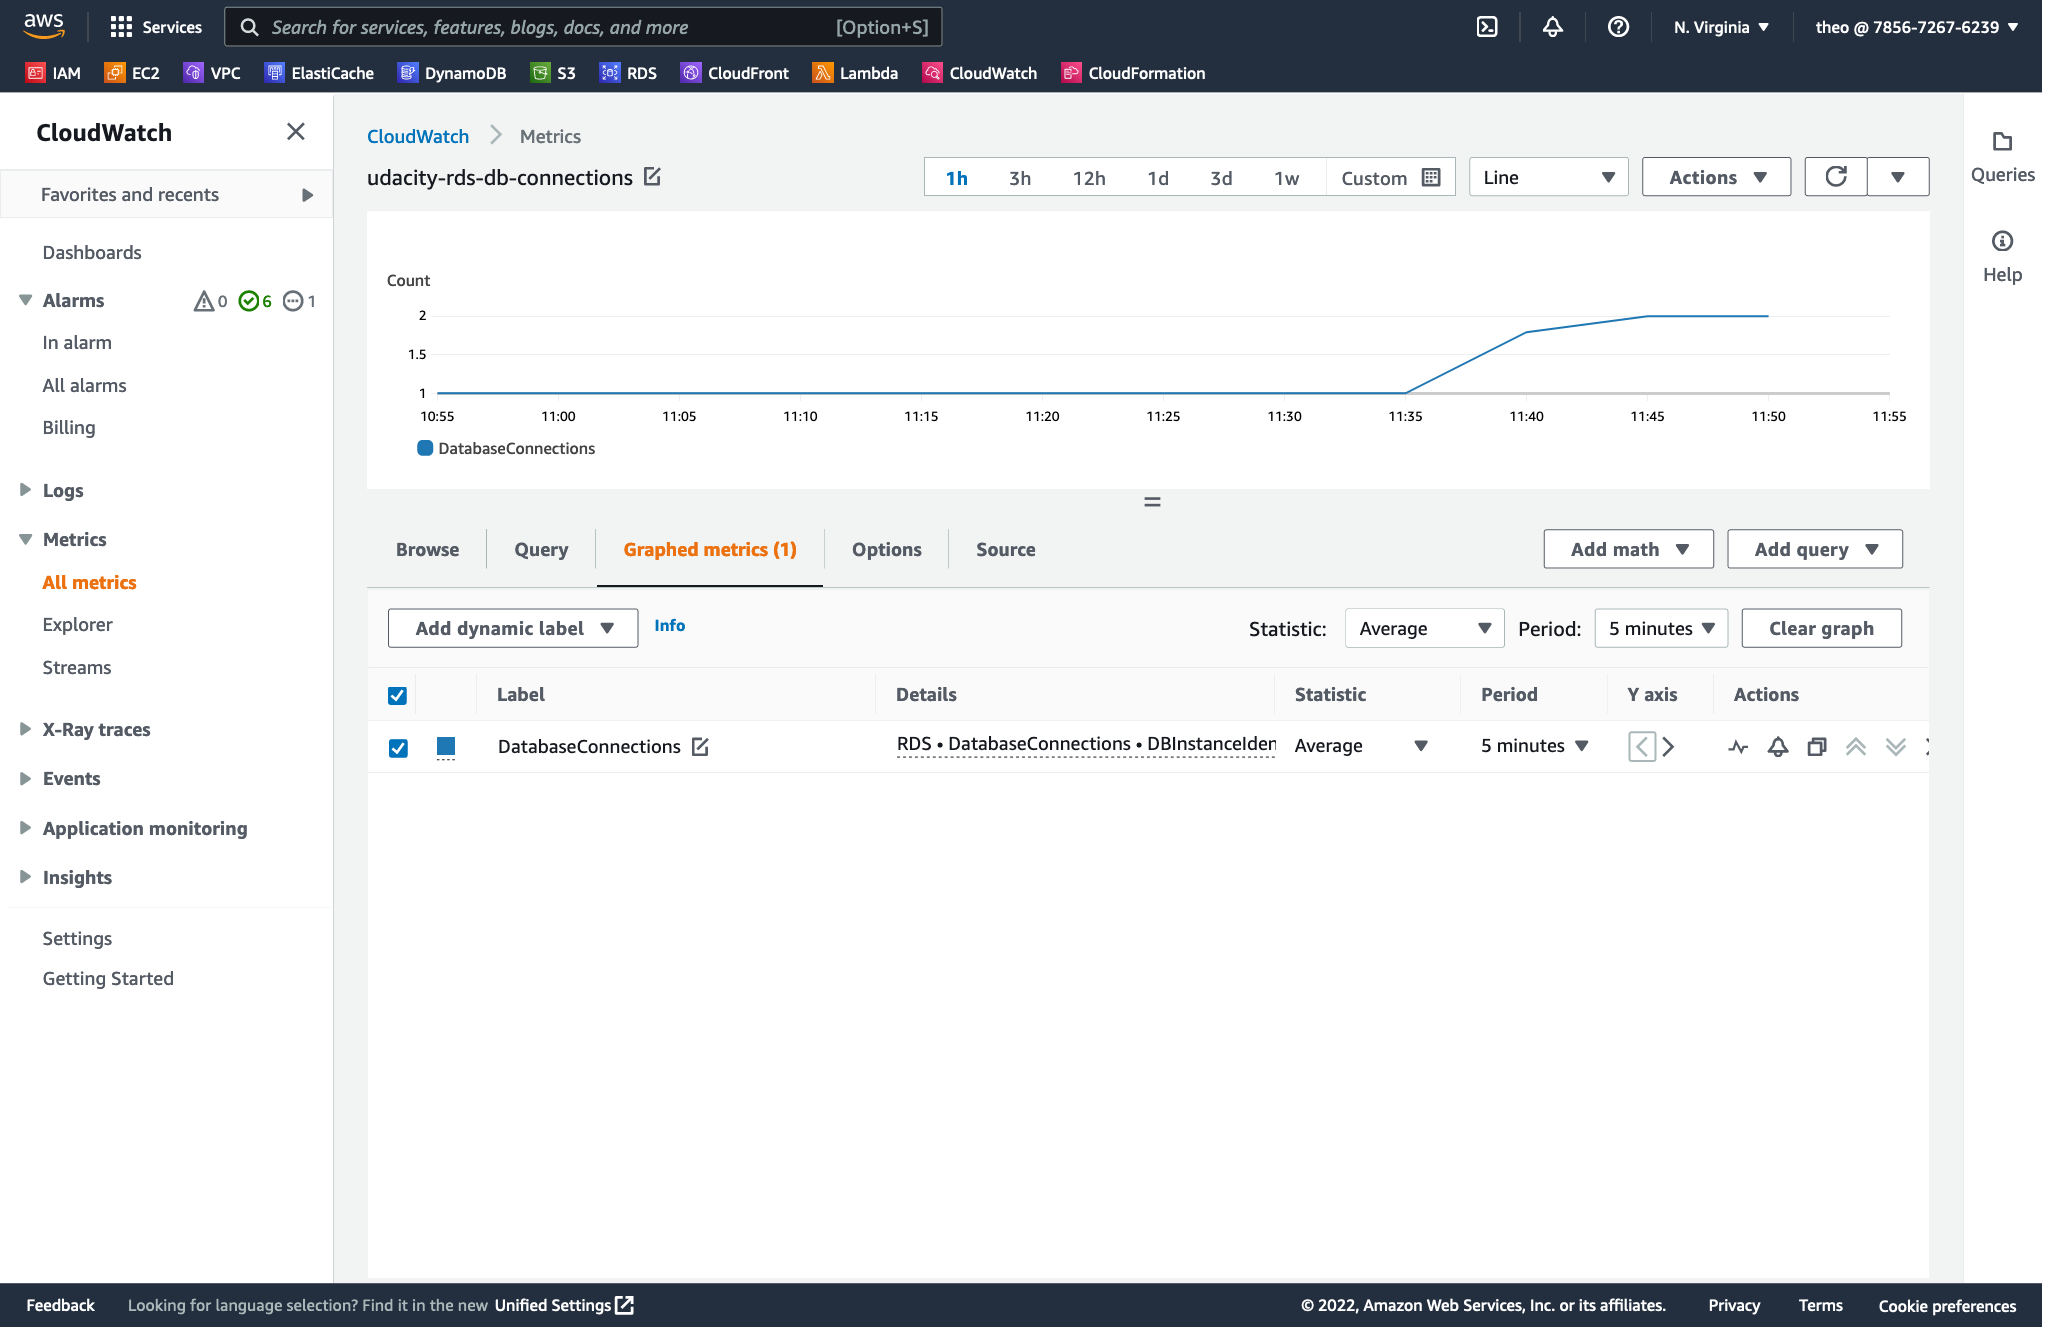 aws Services Search for services, features, blogs, docs, and more [Option+S] N. Virginia theo @ 7856-7267-6239
IAM EC2 VPC ElastiCache DynamoDB S3 RDS CloudFront Lambda CloudWatch CloudFormation
CloudWatch
Favorites and recents
Dashboards
Alarms 0 6 1
In alarm
All alarms
Billing
Logs
Metrics
All metrics
Explorer
Streams
X-Ray traces
Events
Application monitoring
Insights
Settings
Getting Started
CloudWatch Metrics
udacity-rds-db-connections 1h 3h 12h 1d 3d 1w Custom Line Actions
Count
2
1.5
1
10:55 11:00 11:05 11:10 11:15 11:20 11:25 11:30 11:35 11:40 11:45 11:50 11:55
DatabaseConnections
Browse Query Graphed metrics (1) Options Source Add math Add query
Add dynamic label Info Statistic: Average Period: 5 minutes Clear graph
Label Details Statistic Period Y axis Actions
DatabaseConnections RDS • DatabaseConnections • DBInstanceIden Average 5 minutes
Queries
Help
Feedback Looking for language selection? Find it in the new Unified Settings © 2022, Amazon Web Services, Inc. or its affiliates. Privacy Terms Cookie preferences